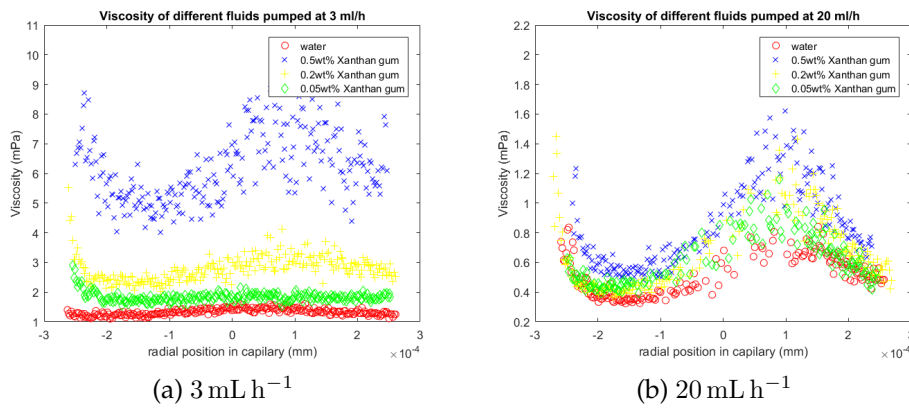 Viscosity of different fluids pumped at 3 ml/h
11
10
9
8
7
6
5
4
3
2
1
Viscosity (mPa)
water
0.5wt% Xanthan gum
0.2wt% Xanthan gum
0.05wt% Xanthan gum
-3 -2 -1 0 1 2 3
radial position in capilary (mm)
×10⁻⁴
(a) 3 mL h⁻¹
Viscosity of different fluids pumped at 20 ml/h
2.2
2
1.8
1.6
1.4
1.2
1
0.8
0.6
0.4
0.2
Viscosity (mPa)
water
0.5wt% Xanthan gum
0.2wt% Xanthan gum
0.05wt% Xanthan gum
-3 -2 -1 0 1 2 3
radial position in capilary (mm)
×10⁻⁴
(b) 20 mL h⁻¹